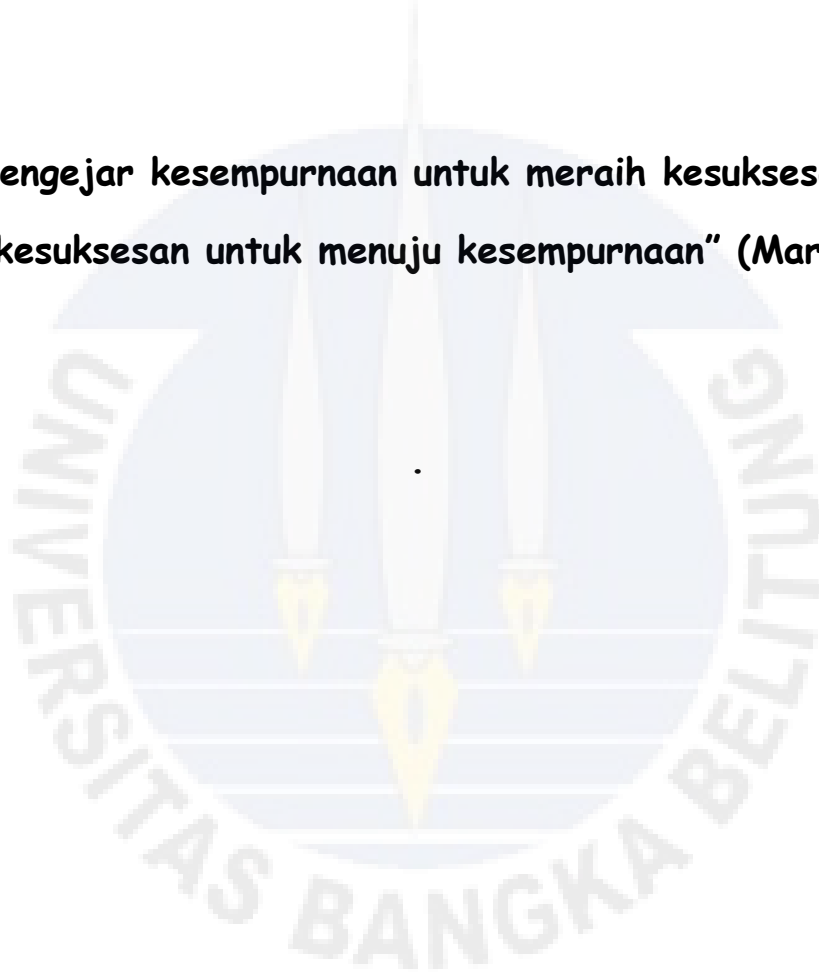 engejar kesempurnaan untuk meraih kesukses
kesuksesan untuk menuju kesempurnaan” (Mar
.
UNIVERSITAS BANGKA BELITUNG